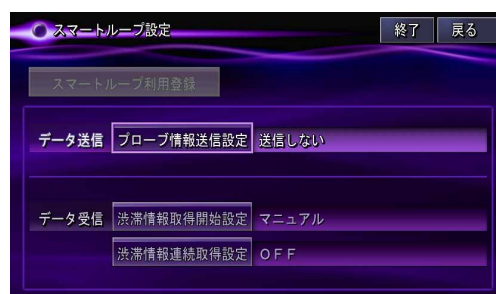 スマートループ設定 終了 戻る
スマートループ利用登録
データ送信 プローブ情報送信設定 送信しない
データ受信 渋滞情報取得開始設定 マニュアル
渋滞情報連続取得設定 OFF